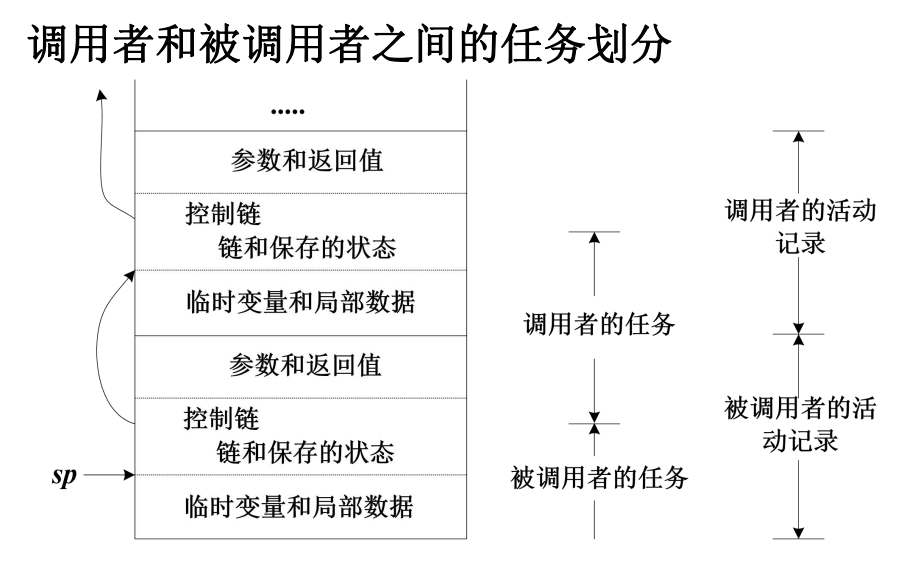 调用者和被调用者之间的任务划分
.....
参数和返回值
控制链
链和保存的状态
临时变量和局部数据
参数和返回值
控制链
链和保存的状态
临时变量和局部数据
sp
调用者的任务
被调用者的任务
调用者的活动
记录
被调用者的活
动记录